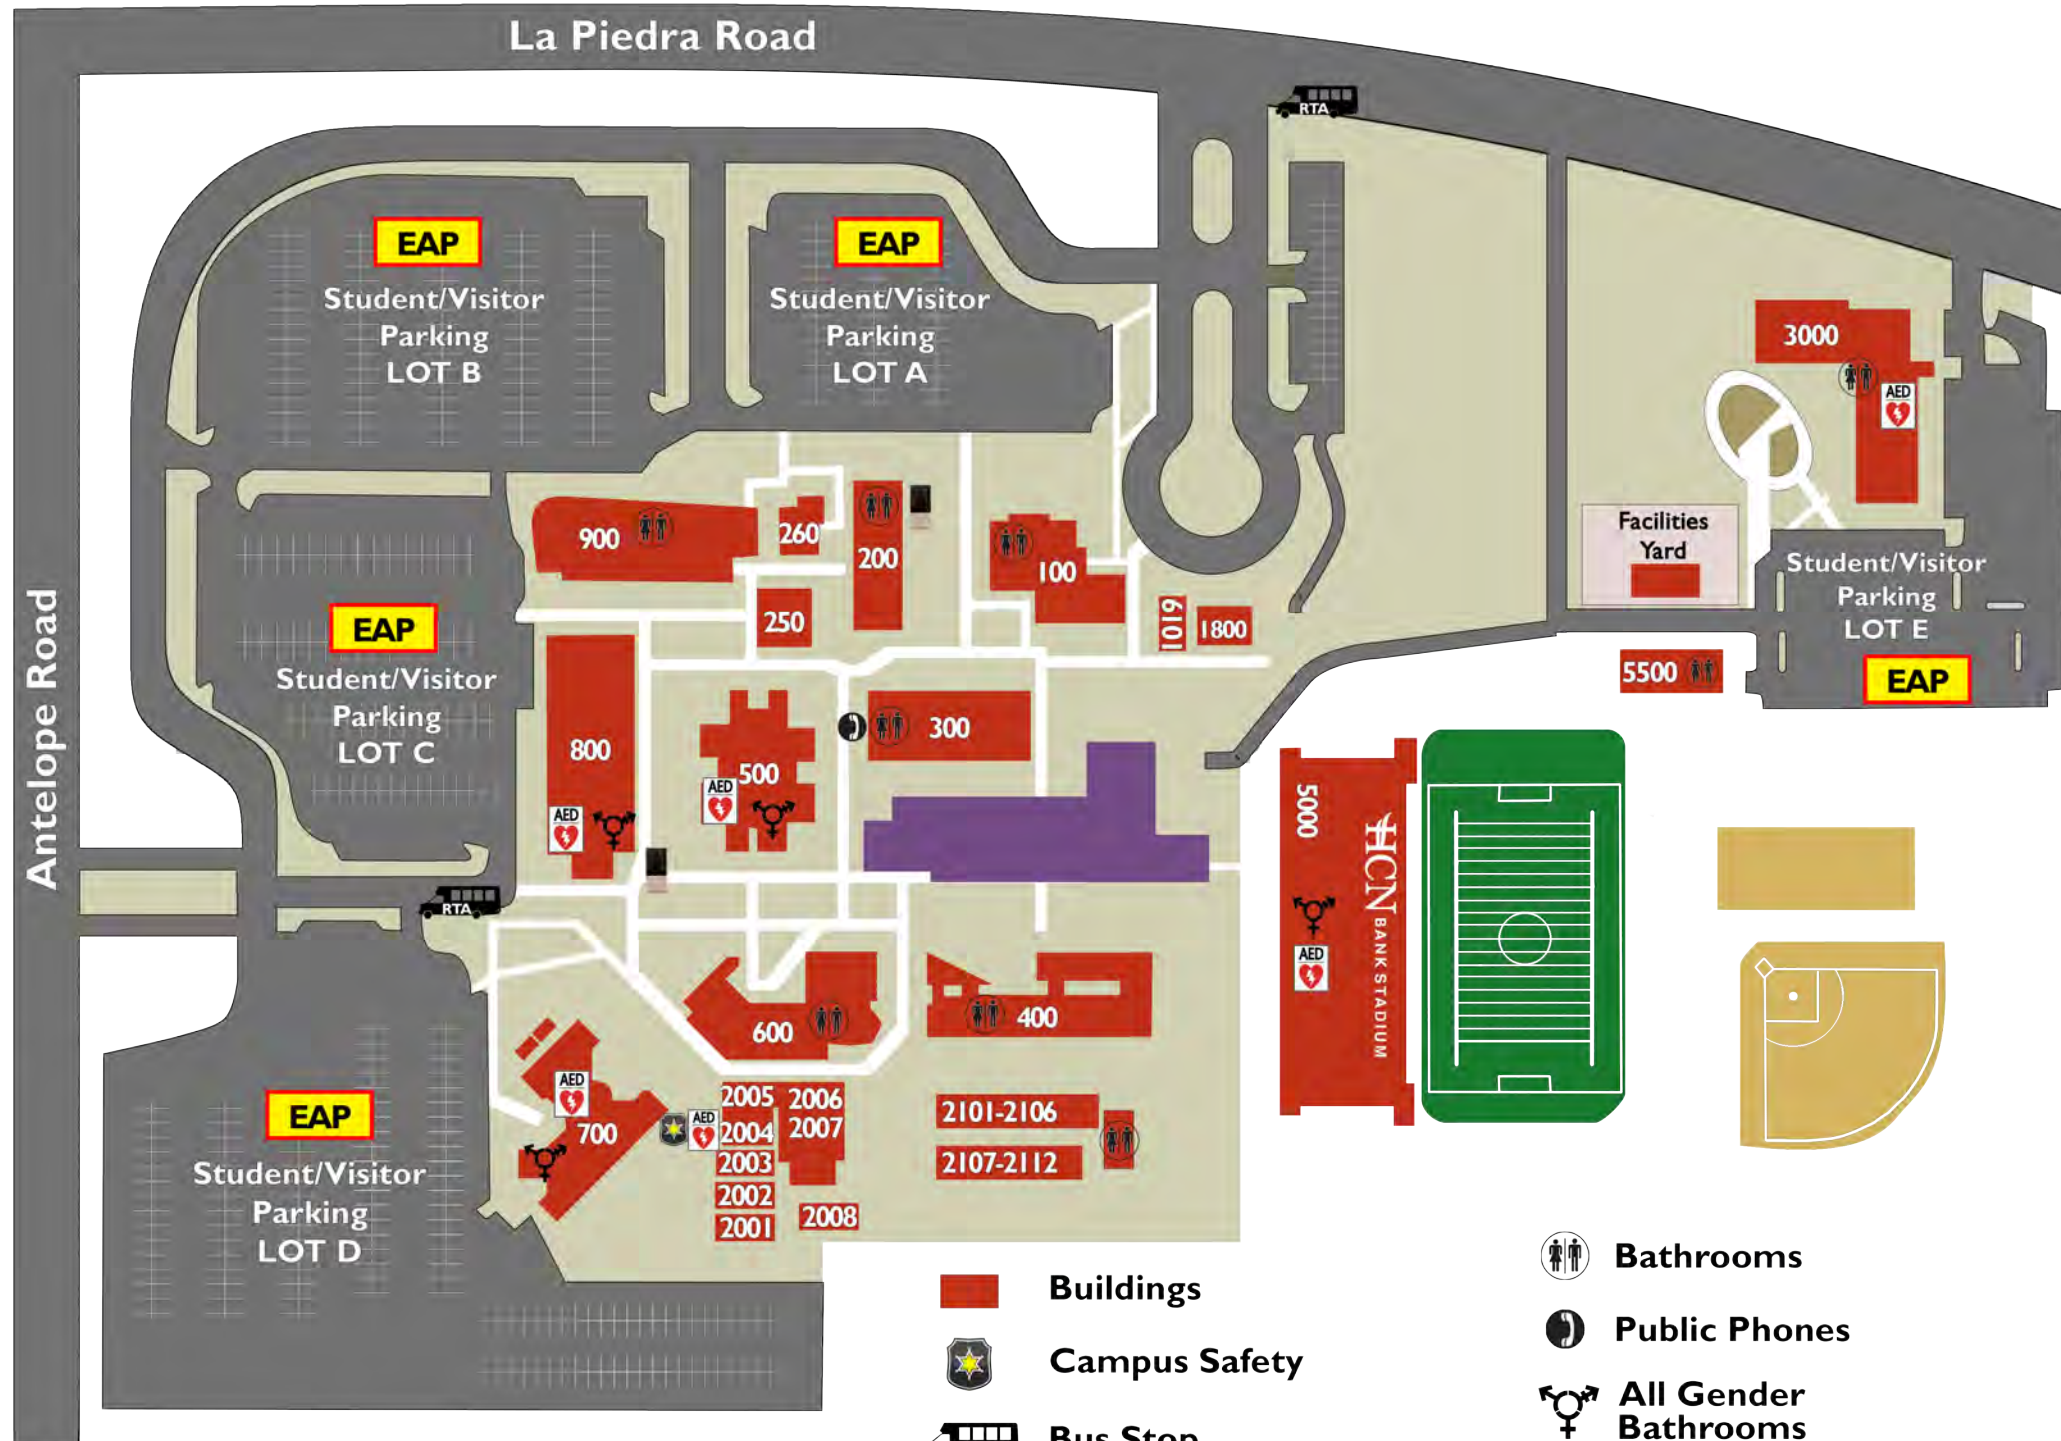 La Piedra Road
RTA
EAP
Student/Visitor
Parking
LOT B
EAP
Student/Visitor
Parking
LOT A
3000
AED
900
260
200
100
250
1019
1800
Facilities
Yard
Student/Visitor
Parking
LOT E
EAP
5500
EAP
Student/Visitor
Parking
LOT C
Antelope Road
800
AED
500
AED
300
5000
HCN
BANK STADIUM
AED
RTA
600
400
AED
700
AED
2005
2004
2003
2002
2001
2006
2007
2008
2101-2106
2107-2112
EAP
Student/Visitor
Parking
LOT D
Buildings
Campus Safety
Bus Stop
Bathrooms
Public Phones
All Gender
Bathrooms